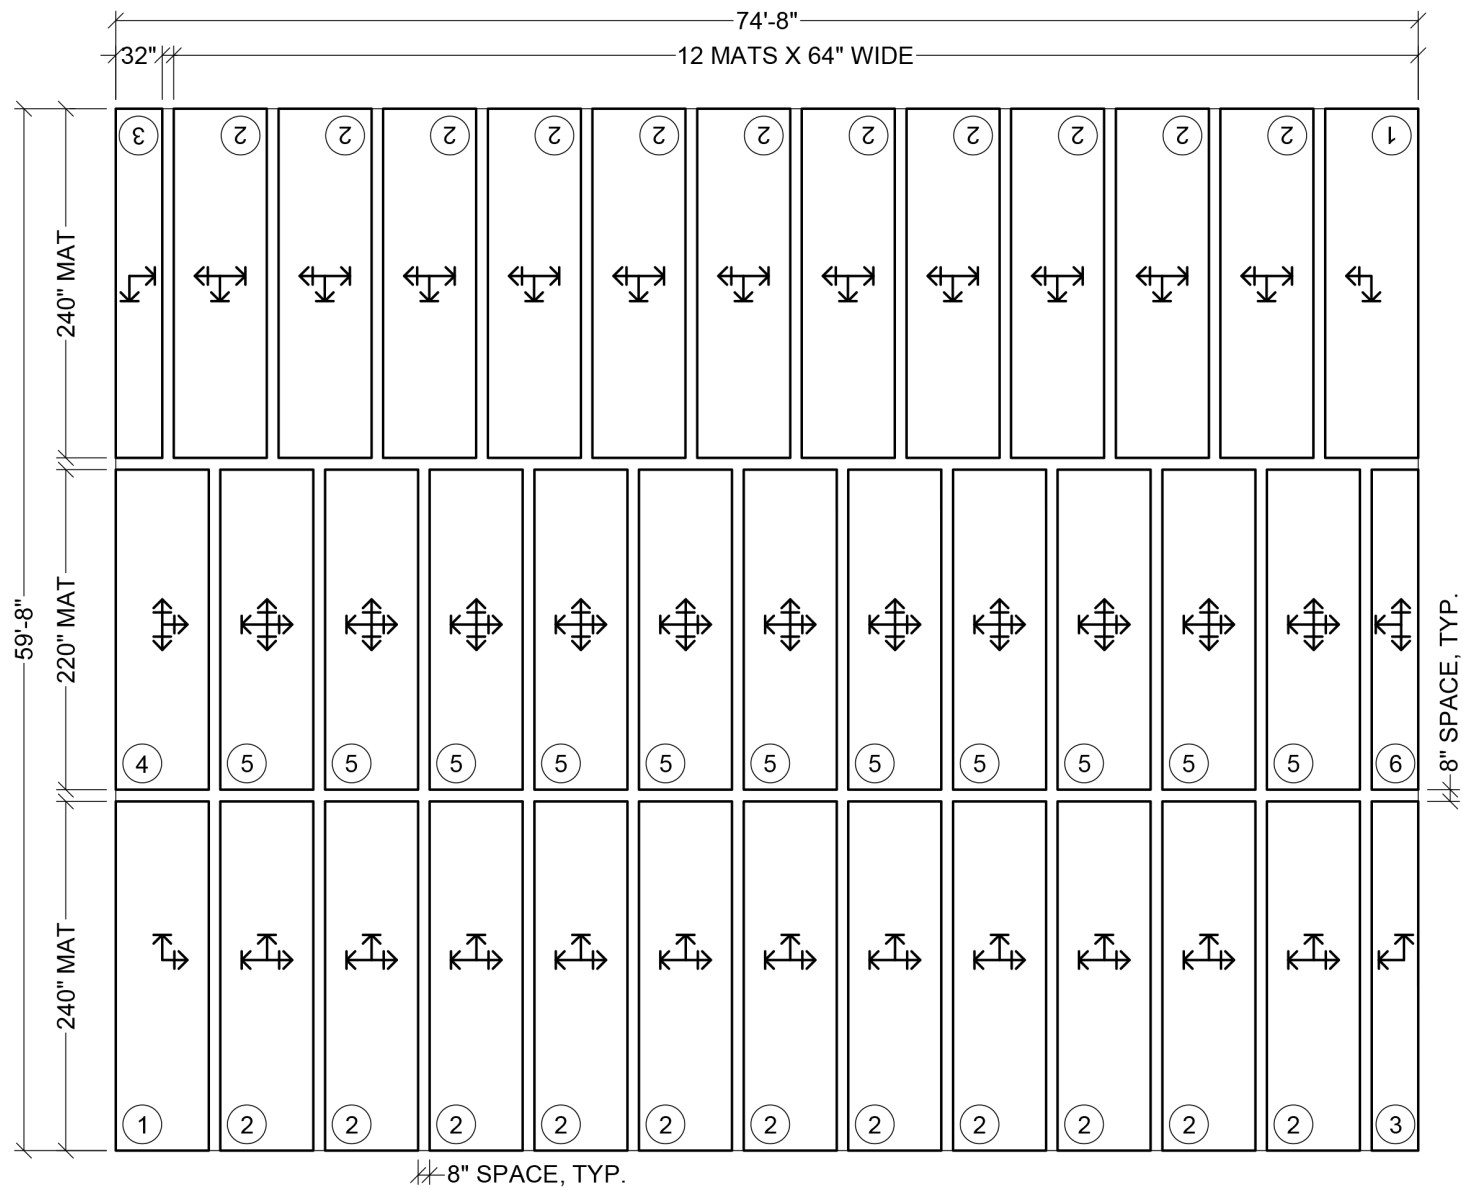 74'-8"
32" 12 MATS X 64" WIDE
3 2 2 2 2 2 2 2 2 2 2 2 1
240" MAT
59'-8"
220" MAT
8" SPACE, TYP.
4 5 5 5 5 5 5 5 5 5 5 5 6
240" MAT
1 2 2 2 2 2 2 2 2 2 2 2 3
8" SPACE, TYP.